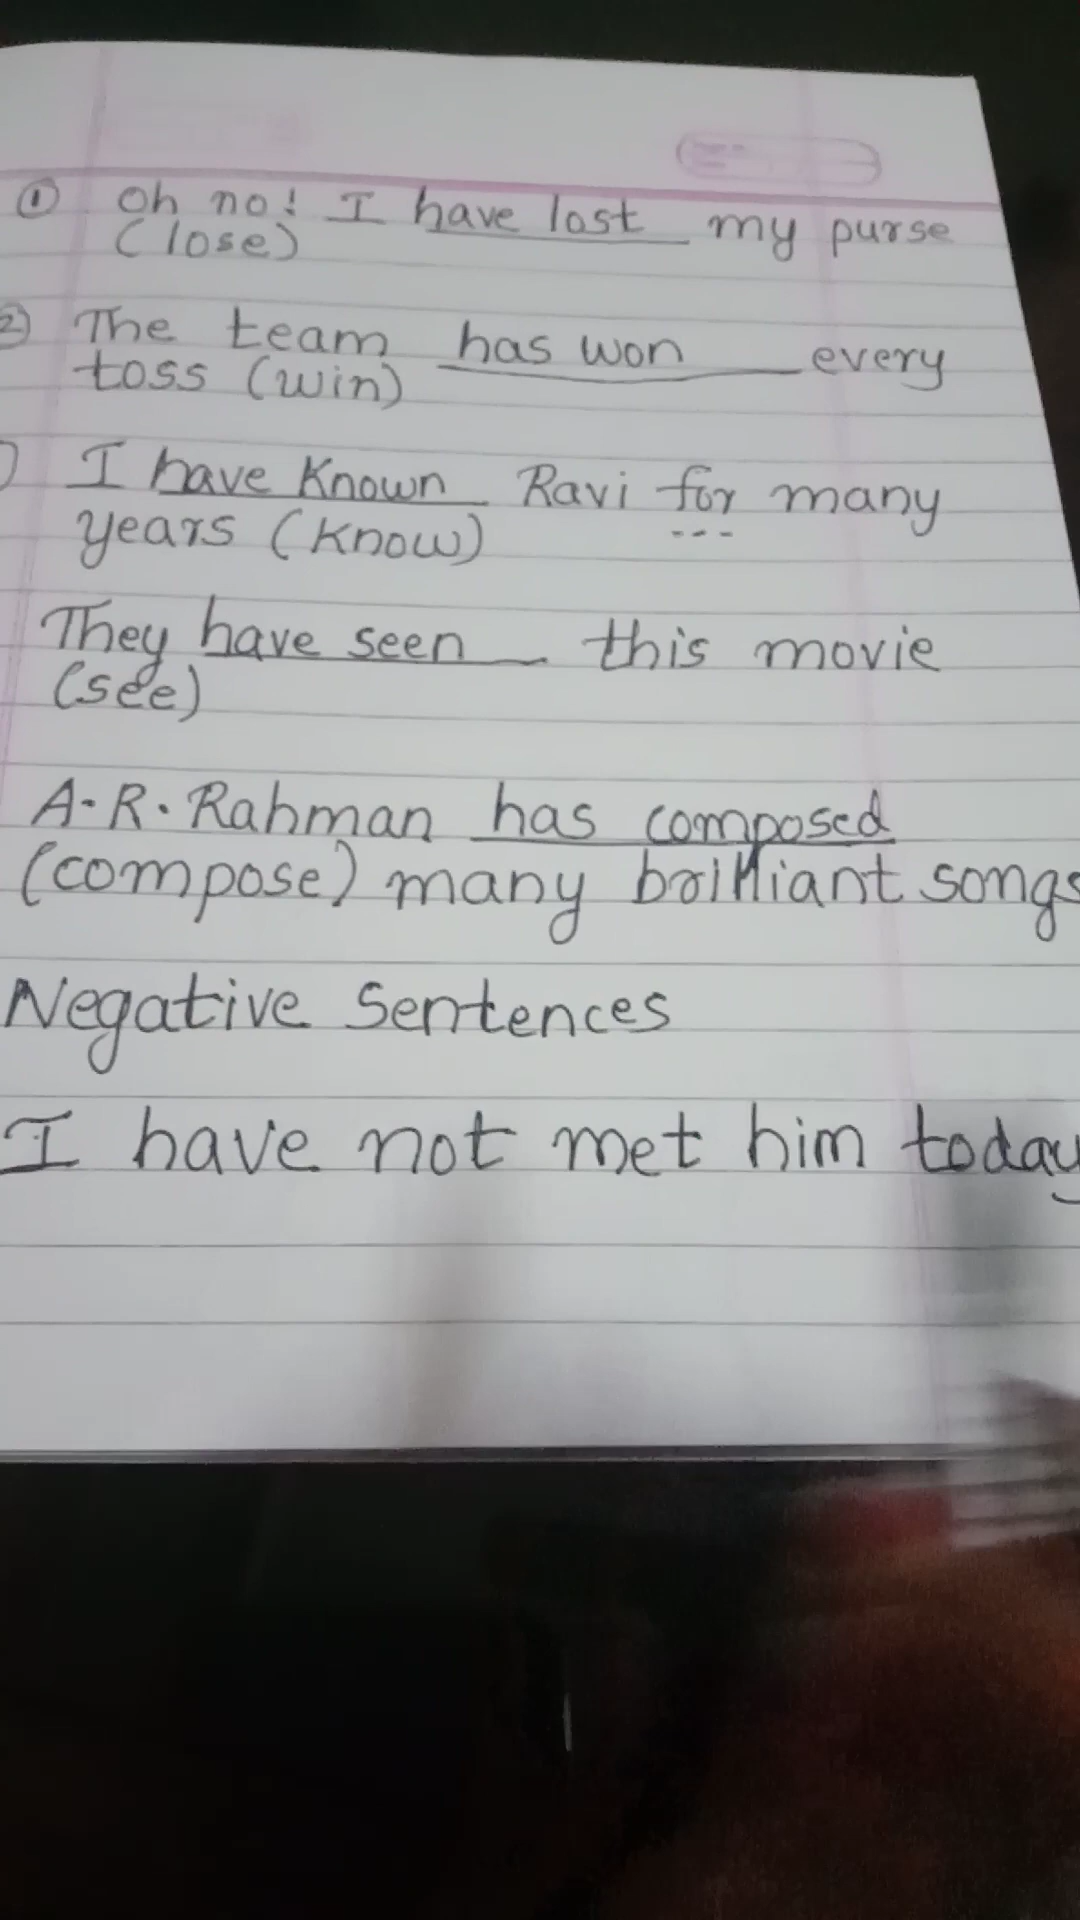 ① Oh no! I have lost my purse
(lose)
2) The team has won every
toss (win)
) I have Known Ravi for many
years (Know)
They have seen this movie
(see)
A.R. Rahman has composed
(compose) many brilliant songs
Negative Sentences
I have not met him today